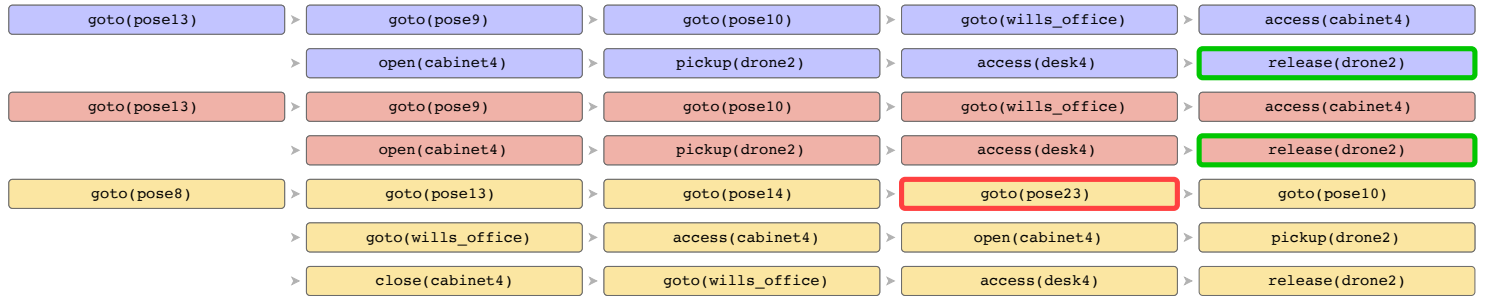 goto(pose13) goto(pose9) goto(pose10) goto(wills_office) access(cabinet4)
open(cabinet4) pickup(drone2) access(desk4) release(drone2)
goto(pose13) goto(pose9) goto(pose10) goto(wills_office) access(cabinet4)
open(cabinet4) pickup(drone2) access(desk4) release(drone2)
goto(pose8) goto(pose13) goto(pose14) goto(pose23) goto(pose10)
goto(wills_office) access(cabinet4) open(cabinet4) pickup(drone2)
close(cabinet4) goto(wills_office) access(desk4) release(drone2)